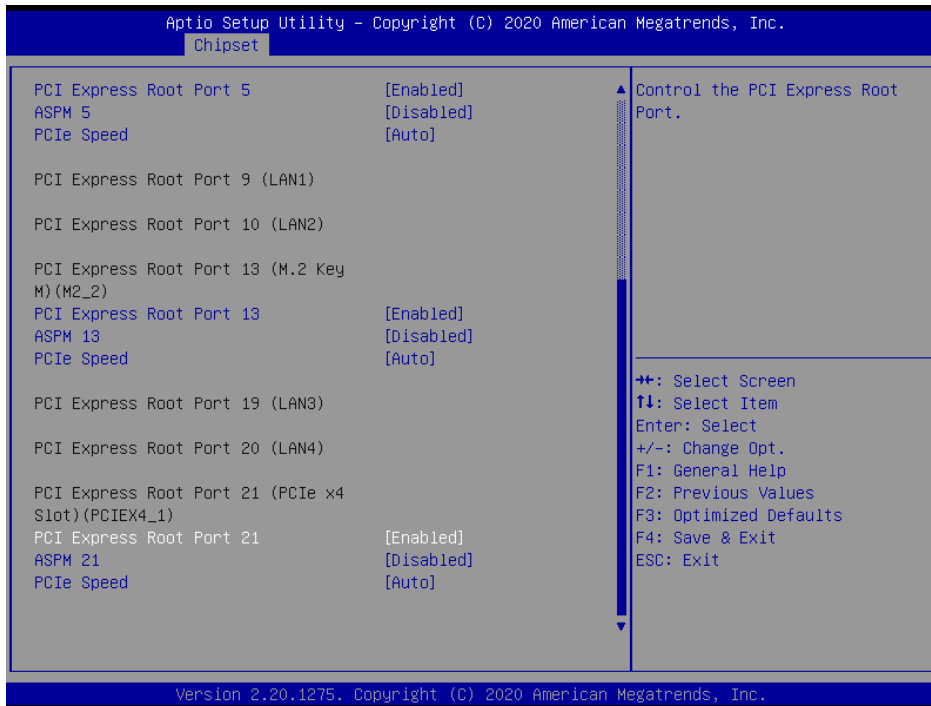 Aptio Setup Utility – Copyright (C) 2020 American Megatrends, Inc.
Chipset
PCI Express Root Port 5 [Enabled]
ASPM 5 [Disabled]
PCIe Speed [Auto]
PCI Express Root Port 9 (LAN1)
PCI Express Root Port 10 (LAN2)
PCI Express Root Port 13 (M.2 Key
M)(M2_2)
PCI Express Root Port 13 [Enabled]
ASPM 13 [Disabled]
PCIe Speed [Auto]
PCI Express Root Port 19 (LAN3)
PCI Express Root Port 20 (LAN4)
PCI Express Root Port 21 (PCIe x4
Slot)(PCIEX4_1)
PCI Express Root Port 21 [Enabled]
ASPM 21 [Disabled]
PCIe Speed [Auto]
Control the PCI Express Root
Port.
→←: Select Screen
↑↓: Select Item
Enter: Select
+/-: Change Opt.
F1: General Help
F2: Previous Values
F3: Optimized Defaults
F4: Save & Exit
ESC: Exit
Version 2.20.1275. Copyright (C) 2020 American Megatrends, Inc.